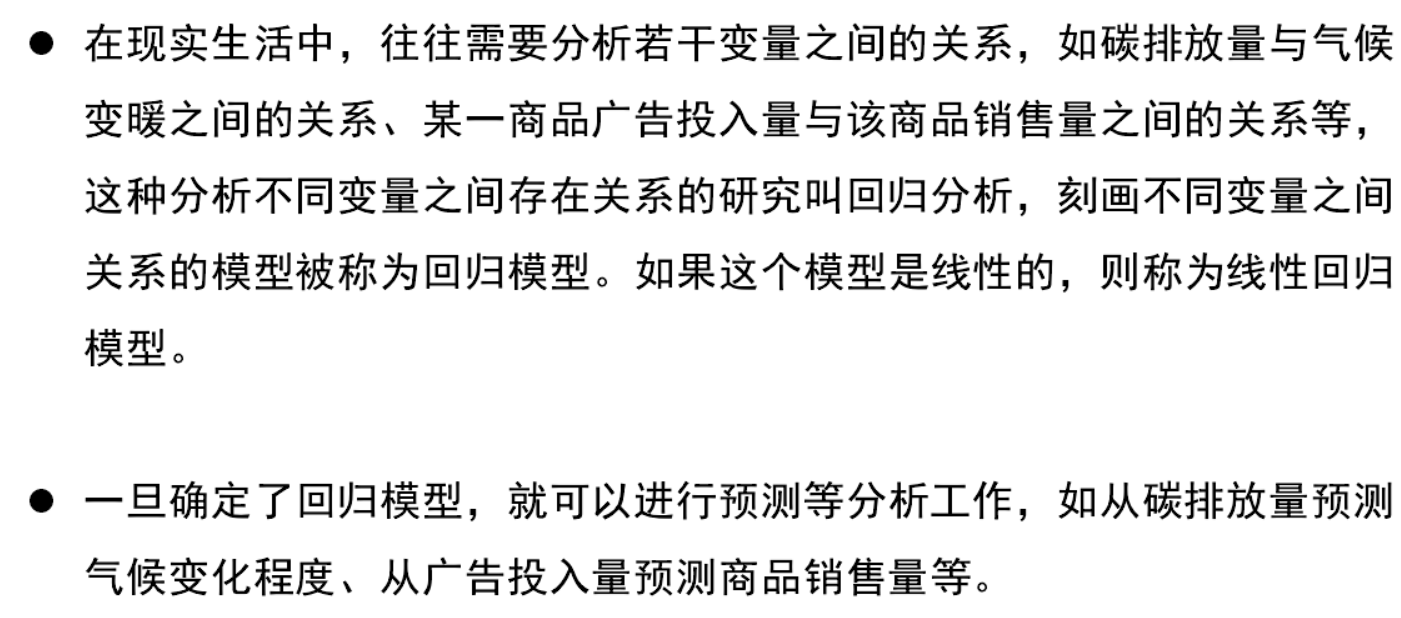 ● 在现实生活中，往往需要分析若干变量之间的关系，如碳排放量与气候
变暖之间的关系、某一商品广告投入量与该商品销售量之间的关系等，
这种分析不同变量之间存在关系的研究叫回归分析，刻画不同变量之间
关系的模型被称为回归模型。如果这个模型是线性的，则称为线性回归
模型。
● 一旦确定了回归模型，就可以进行预测等分析工作，如从碳排放量预测
气候变化程度、从广告投入量预测商品销售量等。